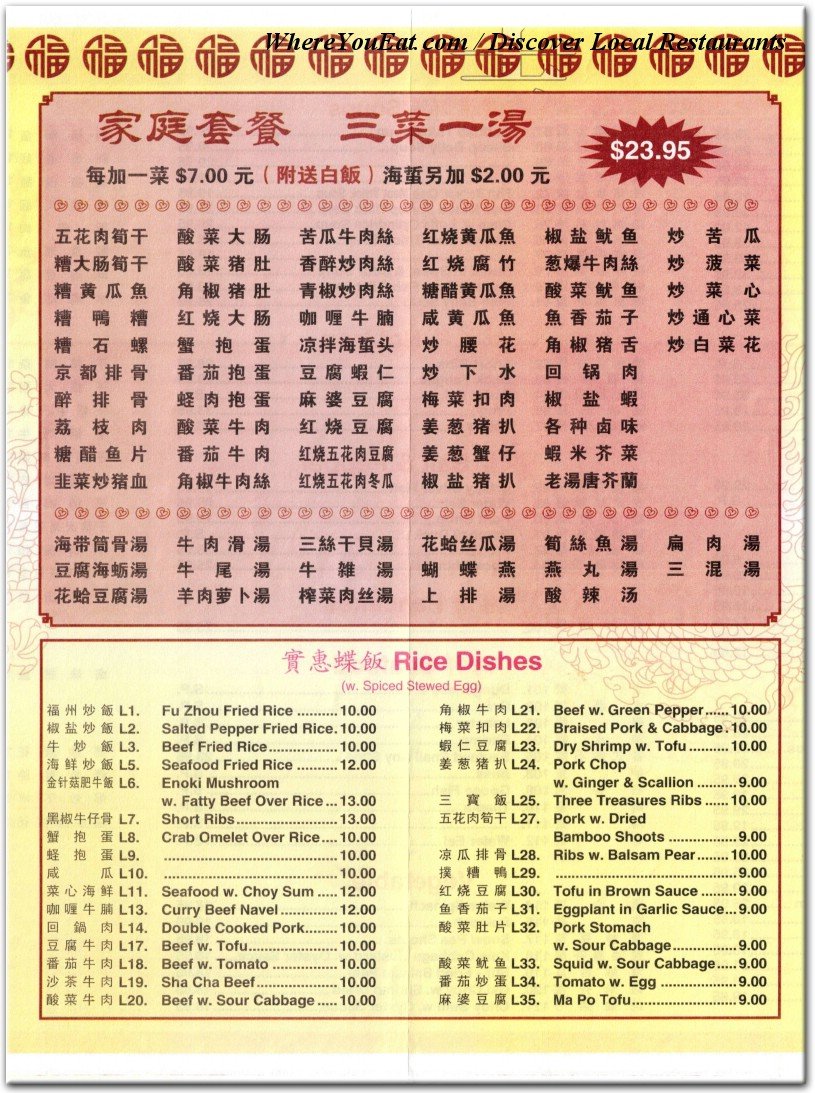 WhereYouEat.com / Discover Local Restaurants
福 福 福 福 福 福 福 福 福 福 福 福 福 福
家庭套餐 三菜一湯
$23.95
每加一菜 $7.00 元（附送白飯）海蜇另加 $2.00 元
五花肉筍干 酸菜大肠 苦瓜牛肉絲 红烧黄瓜魚 椒盐鱿鱼 炒苦瓜
糟大肠筍干 酸菜猪肚 香醉炒肉絲 红烧腐竹 葱爆牛肉絲 炒菠菜
糟黄瓜魚 角椒猪肚 青椒炒肉絲 糖醋黄瓜魚 酸菜鱿鱼 炒菜心
糟鴨糟 红烧大肠 咖喱牛腩 咸黄瓜魚 魚香茄子 炒通心菜
糟石螺 蟹抱蛋 凉拌海蜇头 炒腰花 角椒猪舌 炒白菜花
京都排骨 番茄抱蛋 豆腐蝦仁 炒下水 回锅肉
醉排骨 蛏肉抱蛋 麻婆豆腐 梅菜扣肉 椒盐蝦
荔枝肉 酸菜牛肉 红烧豆腐 姜葱猪扒 各种卤味
糖醋鱼片 番茄牛肉 红烧五花肉豆腐 姜葱蟹仔 蝦米芥菜
韭菜炒猪血 角椒牛肉絲 红烧五花肉冬瓜 椒盐猪扒 老湯唐芥蘭
海带筒骨湯 牛肉滑湯 三絲干貝湯 花蛤丝瓜湯 筍絲魚湯 扁肉湯
豆腐海蛎湯 牛尾湯 牛雜湯 蝴蝶燕 燕丸湯 三混湯
花蛤豆腐湯 羊肉萝卜湯 榨菜肉丝湯 上排湯 酸辣汤
實惠蝶飯 Rice Dishes
(w. Spiced Stewed Egg)
福州炒飯 L1. Fu Zhou Fried Rice .......... 10.00
椒盐炒飯 L2. Salted Pepper Fried Rice. 10.00
牛炒飯 L3. Beef Fried Rice................. 10.00
海鮮炒飯 L5. Seafood Fried Rice .......... 12.00
金针菇肥牛飯 L6. Enoki Mushroom
w. Fatty Beef Over Rice ... 13.00
黑椒牛仔骨 L7. Short Ribs......................... 13.00
蟹抱蛋 L8. Crab Omelet Over Rice .... 10.00
蛏抱蛋 L9. .......................................... 10.00
咸瓜 L10. .......................................... 10.00
菜心海鮮 L11. Seafood w. Choy Sum ..... 12.00
咖喱牛腩 L13. Curry Beef Navel .............. 12.00
回鍋肉 L14. Double Cooked Pork........ 10.00
豆腐牛肉 L17. Beef w. Tofu...................... 10.00
番茄牛肉 L18. Beef w. Tomato ................ 10.00
沙茶牛肉 L19. Sha Cha Beef.................... 10.00
酸菜牛肉 L20. Beef w. Sour Cabbage ..... 10.00
角椒牛肉 L21. Beef w. Green Pepper...... 10.00
梅菜扣肉 L22. Braised Pork & Cabbage. 10.00
蝦仁豆腐 L23. Dry Shrimp w. Tofu .......... 10.00
姜葱猪扒 L24. Pork Chop
w. Ginger & Scallion .......... 9.00
三寶飯 L25. Three Treasures Ribs ...... 10.00
五花肉筍干 L27. Pork w. Dried
Bamboo Shoots ................. 9.00
凉瓜排骨 L28. Ribs w. Balsam Pear........ 10.00
撲糟鴨 L29. ............................................ 9.00
红烧豆腐 L30. Tofu in Brown Sauce ....... 9.00
鱼香茄子 L31. Eggplant in Garlic Sauce... 9.00
酸菜肚片 L32. Pork Stomach
w. Sour Cabbage................ 9.00
酸菜鱿鱼 L33. Squid w. Sour Cabbage..... 9.00
番茄炒蛋 L34. Tomato w. Egg ................. 9.00
麻婆豆腐 L35. Ma Po Tofu....................... 9.00